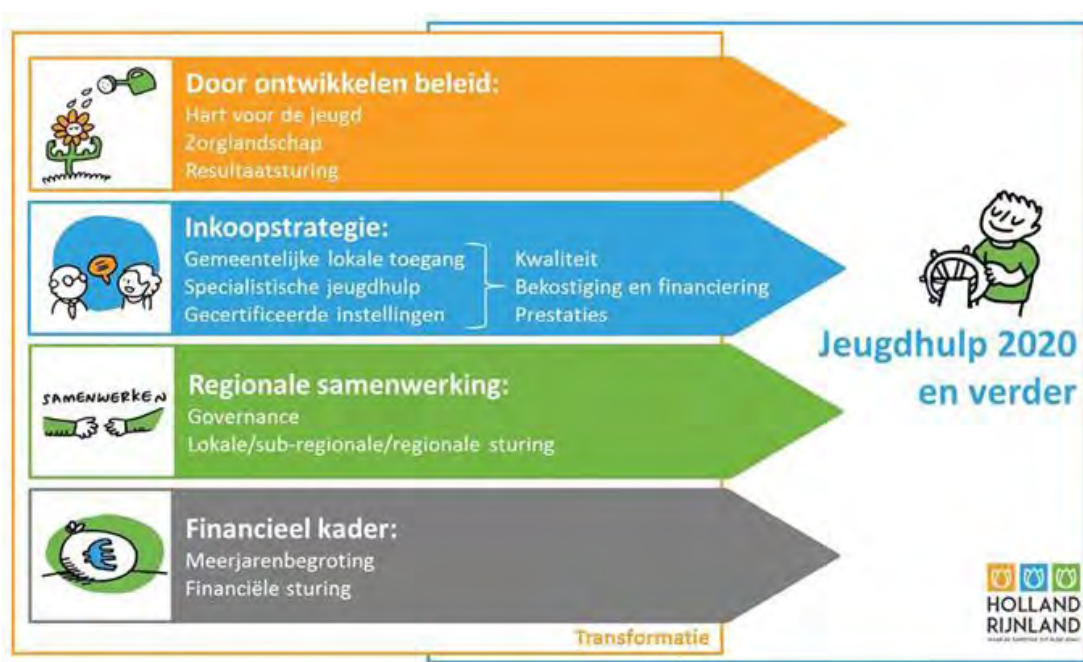 Door ontwikkelen beleid:
Hart voor de jeugd
Zorglandschap
Resultaatsturing
Inkoopstrategie:
Gemeentelijke lokale toegang
Specialistische jeugdhulp
Gecertificeerde instellingen
Kwaliteit
Bekostiging en financiering
Prestaties
SAMENWERKEN
Regionale samenwerking:
Governance
Lokale/sub-regionale/regionale sturing
Financieel kader:
Meerjarenbegroting
Financiële sturing
Transformatie
Jeugdhulp 2020
en verder
HOLLAND
RIJNLAND